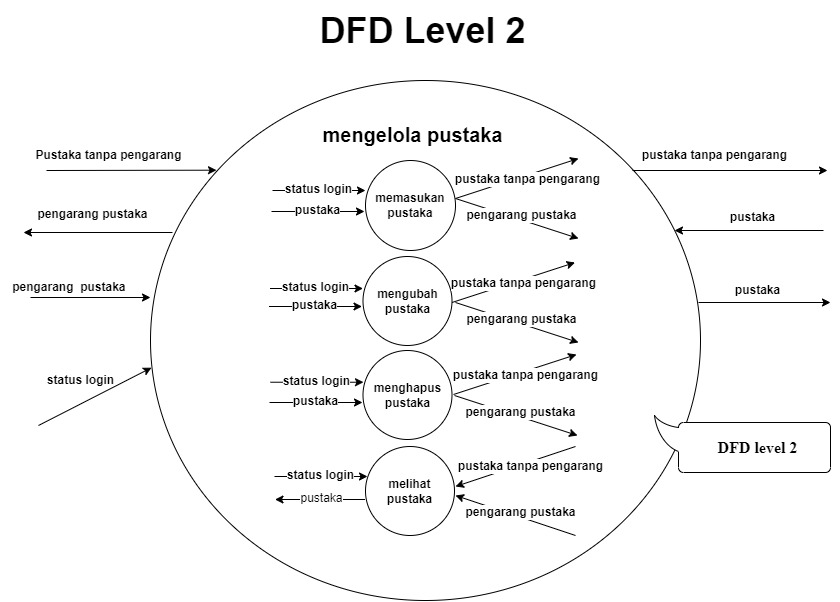 DFD Level 2
mengelola pustaka
Pustaka tanpa pengarang
pengarang pustaka
pengarang pustaka
status login
status login
pustaka
memasukan
pustaka
pustaka tanpa pengarang
pengarang pustaka
status login
pustaka
mengubah
pustaka
pustaka tanpa pengarang
pengarang pustaka
status login
pustaka
menghapus
pustaka
pustaka tanpa pengarang
pengarang pustaka
status login
pustaka
melihat
pustaka
pustaka tanpa pengarang
pengarang pustaka
pustaka tanpa pengarang
pustaka
pustaka
DFD level 2